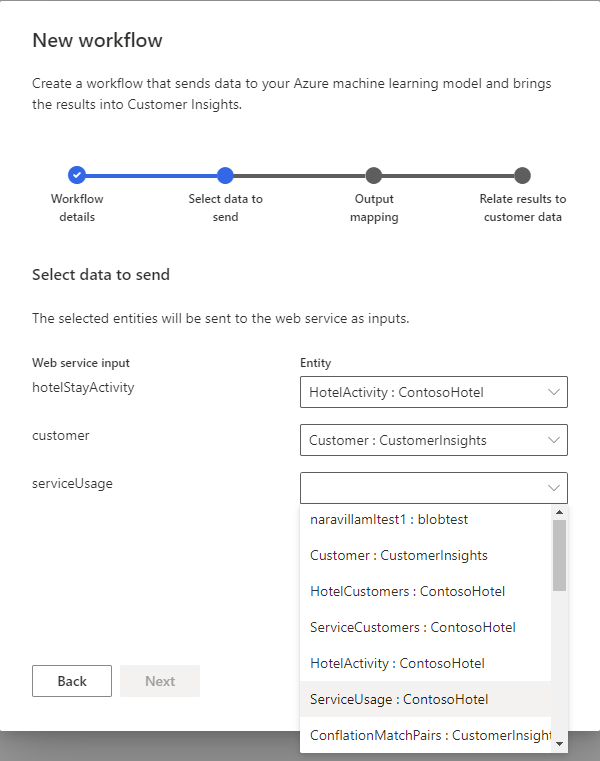 New workflow
Create a workflow that sends data to your Azure machine learning model and brings
the results into Customer Insights.
Workflow details
Select data to send
Output mapping
Relate results to customer data
Select data to send
The selected entities will be sent to the web service as inputs.
Web service input
Entity
hotelStayActivity
HotelActivity : ContosoHotel
customer
Customer : CustomerInsights
serviceUsage
naravillamltest1 : blobtest
Customer : CustomerInsights
HotelCustomers : ContosoHotel
ServiceCustomers : ContosoHotel
HotelActivity : ContosoHotel
ServiceUsage : ContosoHotel
ConflationMatchPairs : CustomerInsight
Back
Next